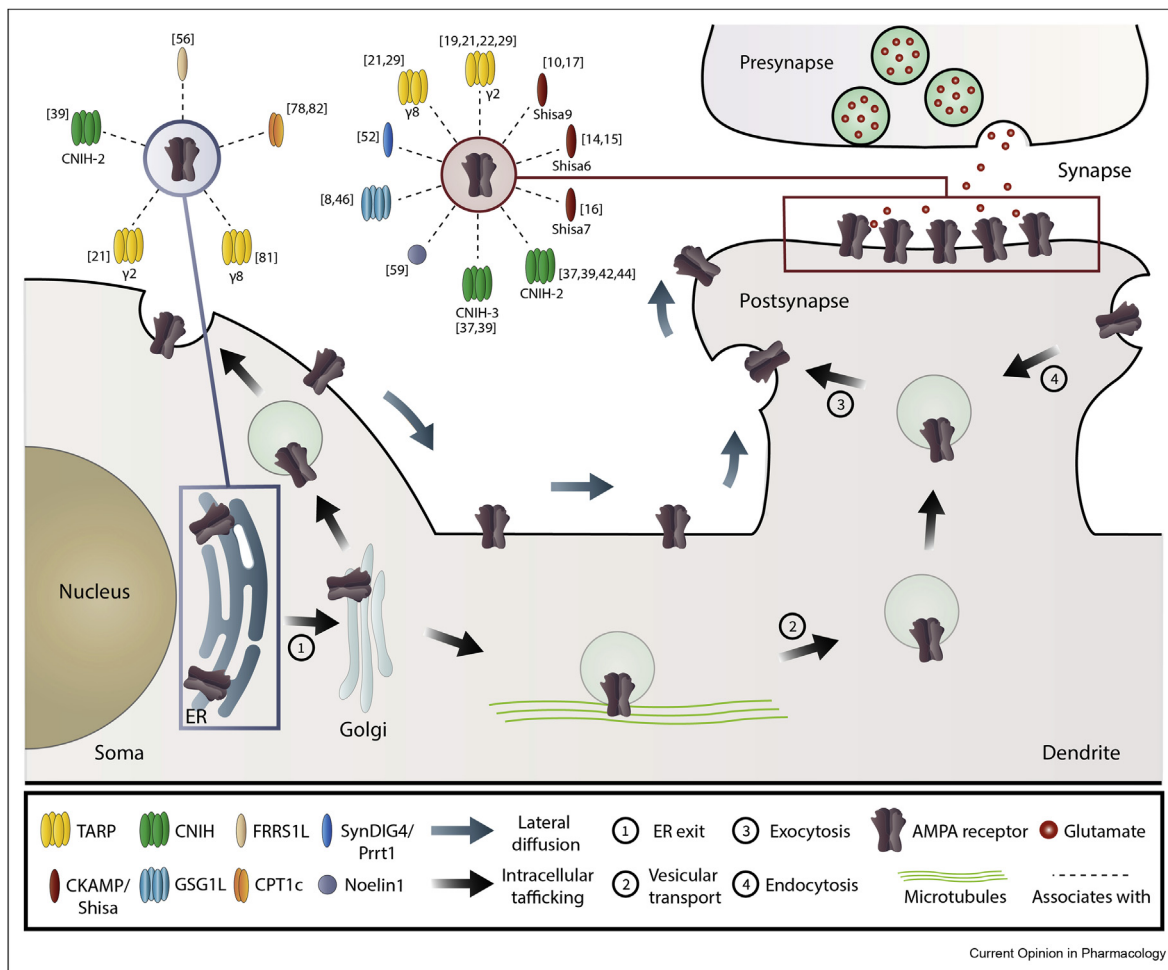 [56]
[39]
CNIH-2
[78,82]
[21]
γ2
[81]
γ8
[19,21,22,29]
[21,29]
γ2
γ8
[10,17]
Shisa9
[52]
[14,15]
Shisa6
[8,46]
[16]
Shisa7
[59]
CNIH-3
[37,39]
CNIH-2
[37,39,42,44]
Presynapse
Synapse
Postsynapse
4
3
Nucleus
2
1
ER
Golgi
Soma
Dendrite
TARP
CNIH
FRRS1L
SynDIG4/
Prrt1
Lateral
diffusion
1 ER exit
3 Exocytosis
AMPA receptor
Glutamate
CKAMP/
Shisa
GSG1L
CPT1c
Noelin1
Intracellular
tafficking
2 Vesicular
transport
4 Endocytosis
Microtubules
Associates with
Current Opinion in Pharmacology